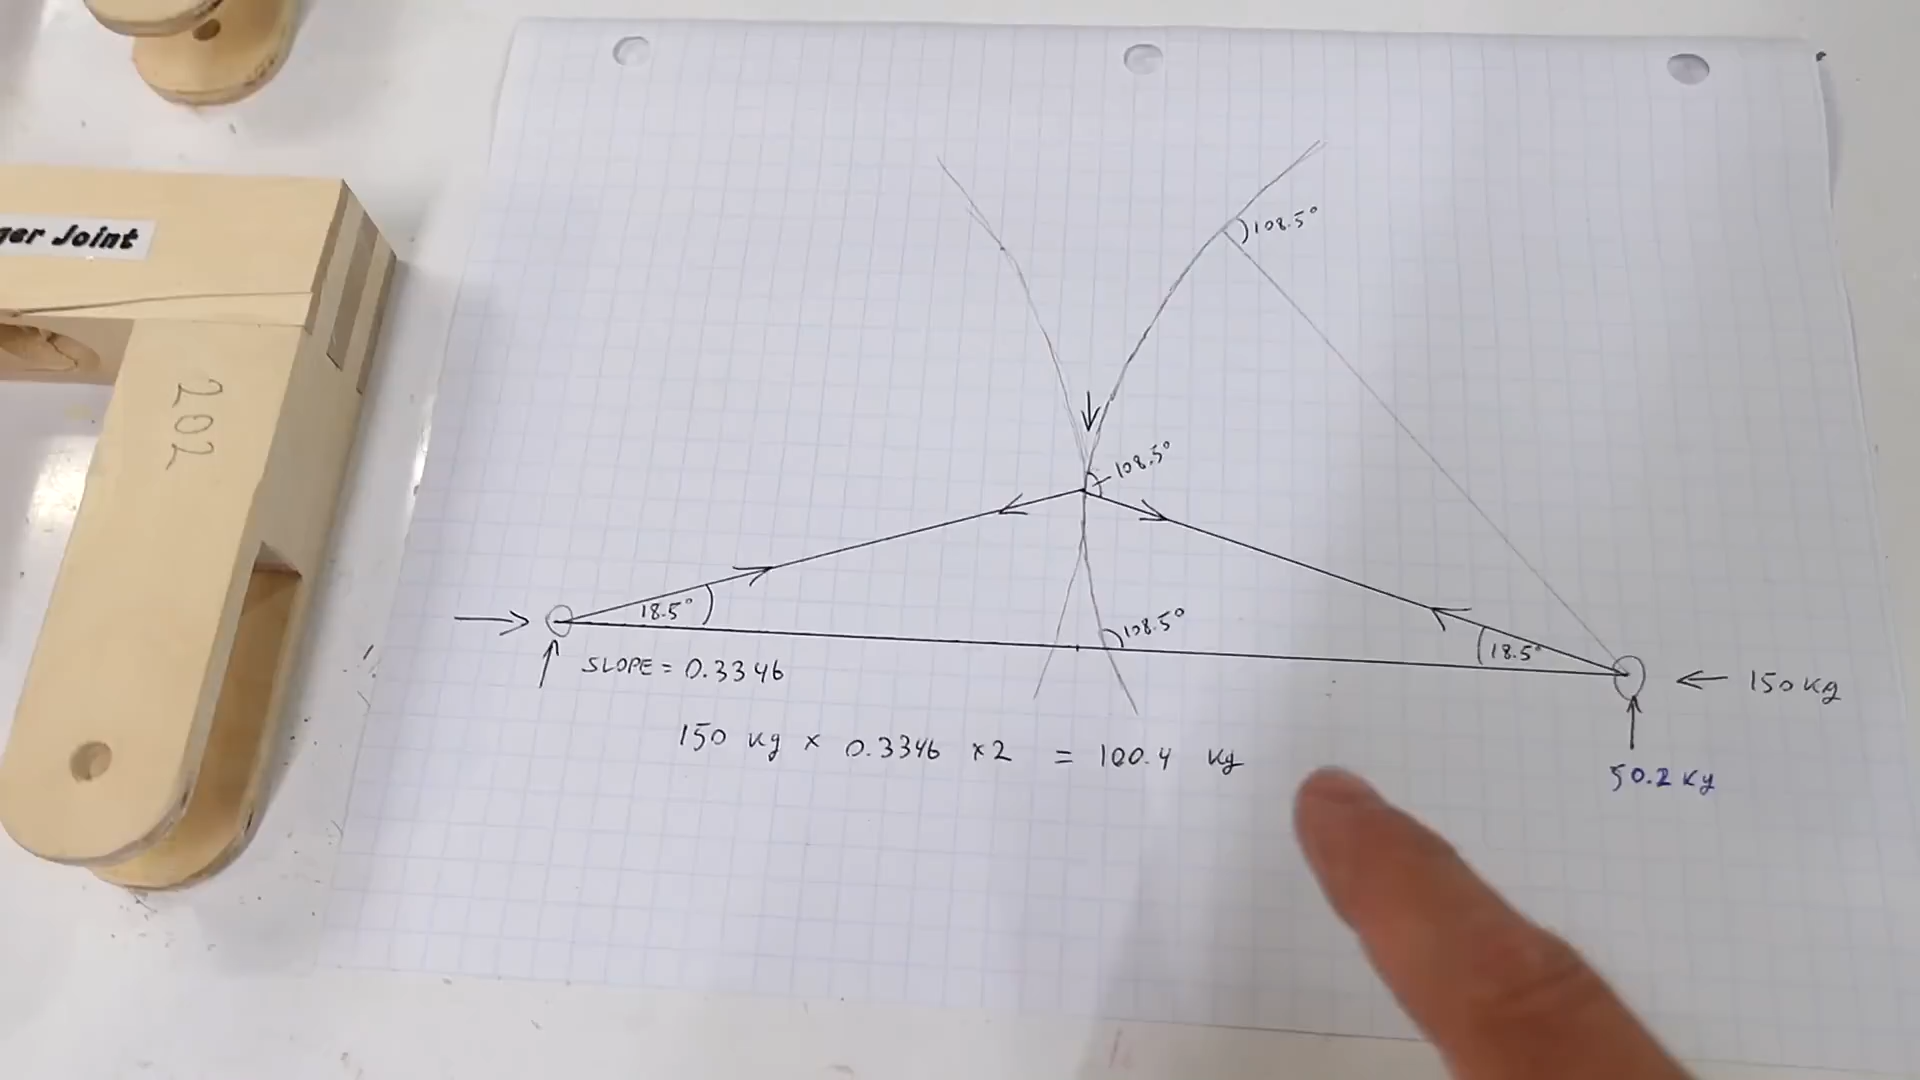 ger Joint
202
108.5°
108.5°
18.5°
108.5°
18.5°
SLOPE = 0.3346
150 kg
150 kg × 0.3346 ×2 = 100.4 kg
50.2 kg